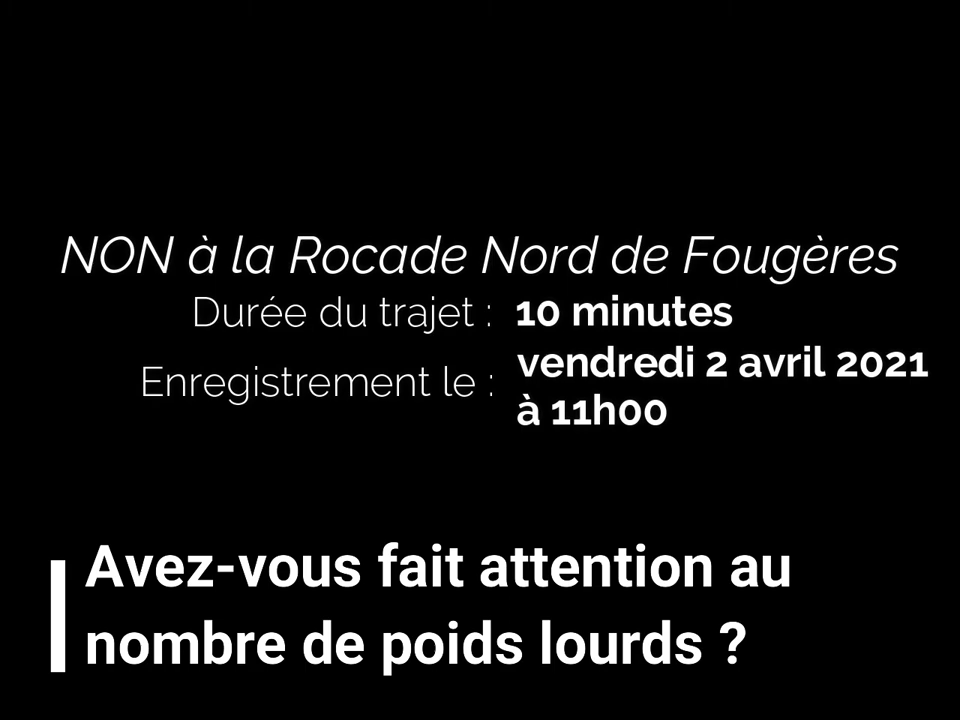 NON à la Rocade Nord de Fougères
Durée du trajet : 10 minutes
Enregistrement le : vendredi 2 avril 2021
à 11h00
Avez-vous fait attention au
nombre de poids lourds ?